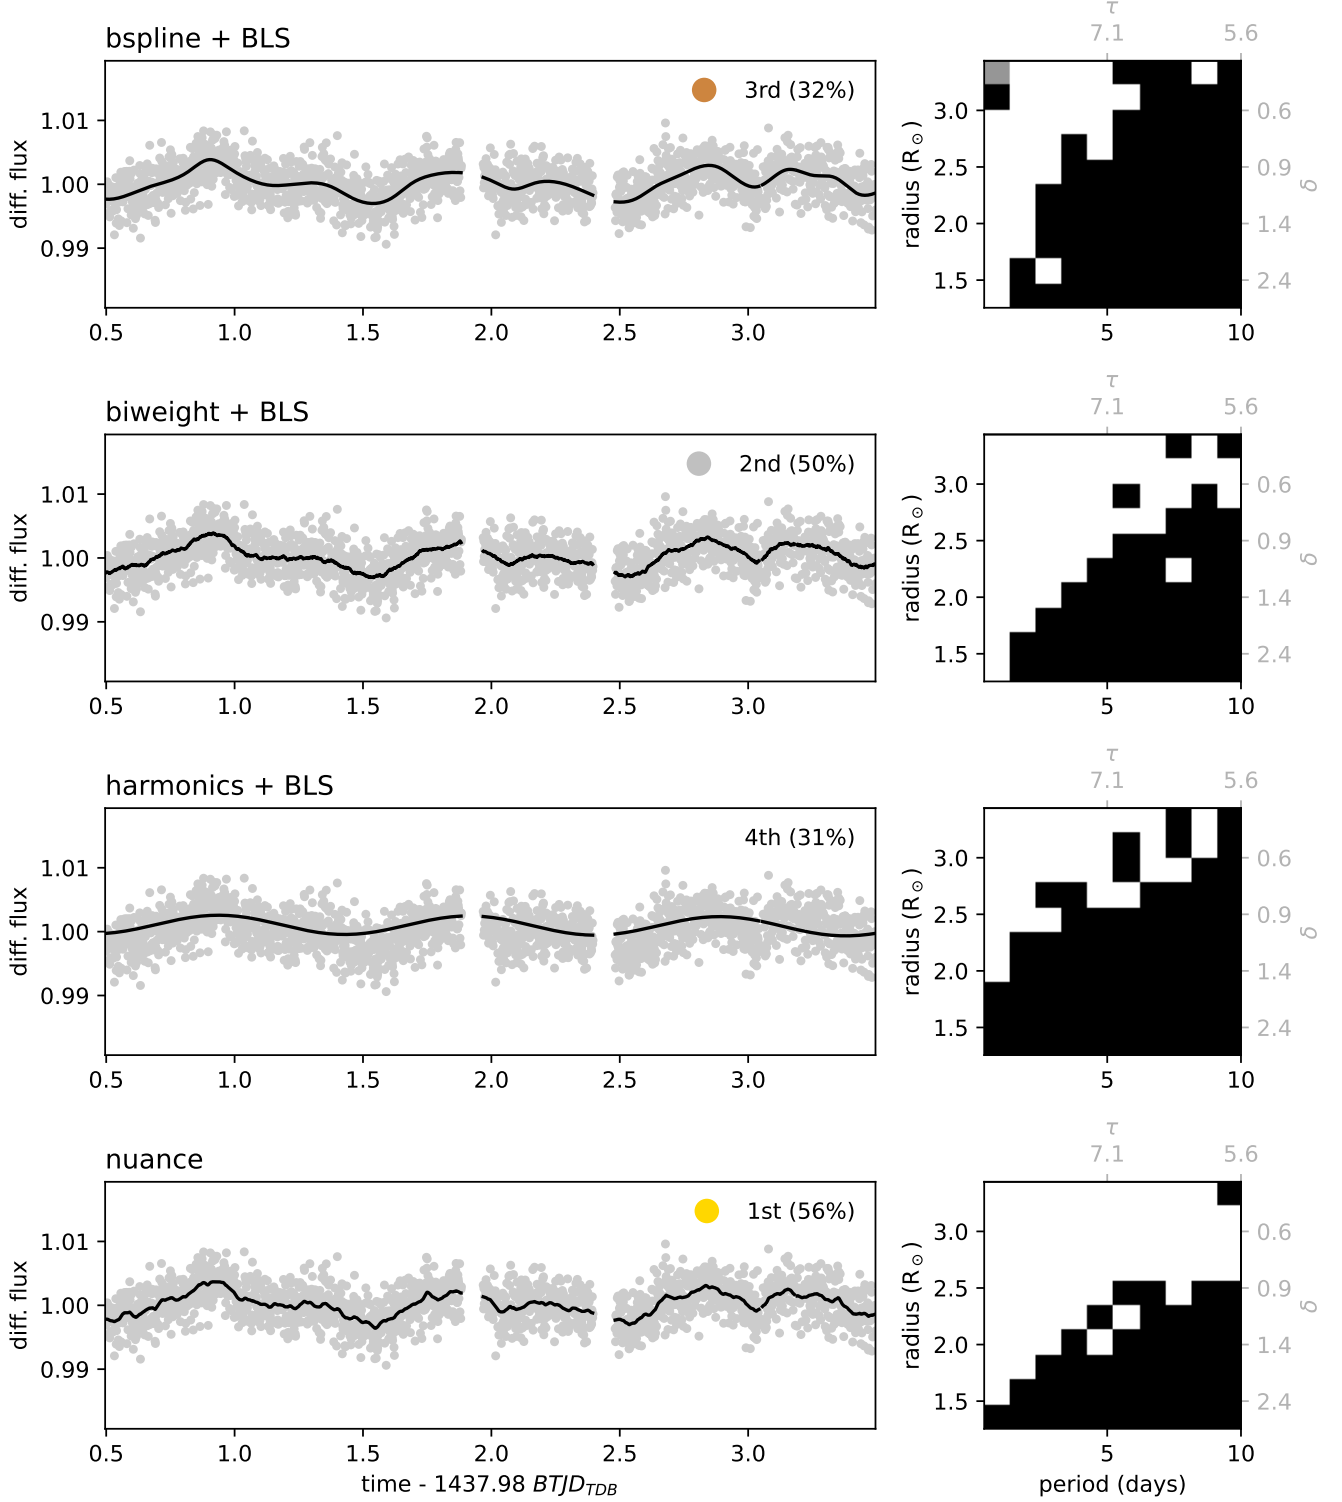 bspline + BLS
3rd (32%)
diff. flux
1.01
1.00
0.99
0.5 1.0 1.5 2.0 2.5 3.0
τ
7.1 5.6
radius (R⊙)
3.0
2.5
2.0
1.5
0.6
0.9
1.4
2.4
δ
5 10
biweight + BLS
2nd (50%)
diff. flux
1.01
1.00
0.99
0.5 1.0 1.5 2.0 2.5 3.0
τ
7.1 5.6
radius (R⊙)
3.0
2.5
2.0
1.5
0.6
0.9
1.4
2.4
δ
5 10
harmonics + BLS
4th (31%)
diff. flux
1.01
1.00
0.99
0.5 1.0 1.5 2.0 2.5 3.0
τ
7.1 5.6
radius (R⊙)
3.0
2.5
2.0
1.5
0.6
0.9
1.4
2.4
δ
5 10
nuance
1st (56%)
diff. flux
1.01
1.00
0.99
0.5 1.0 1.5 2.0 2.5 3.0
time - 1437.98 BTJD_TDB
τ
7.1 5.6
radius (R⊙)
3.0
2.5
2.0
1.5
0.6
0.9
1.4
2.4
δ
5 10
period (days)